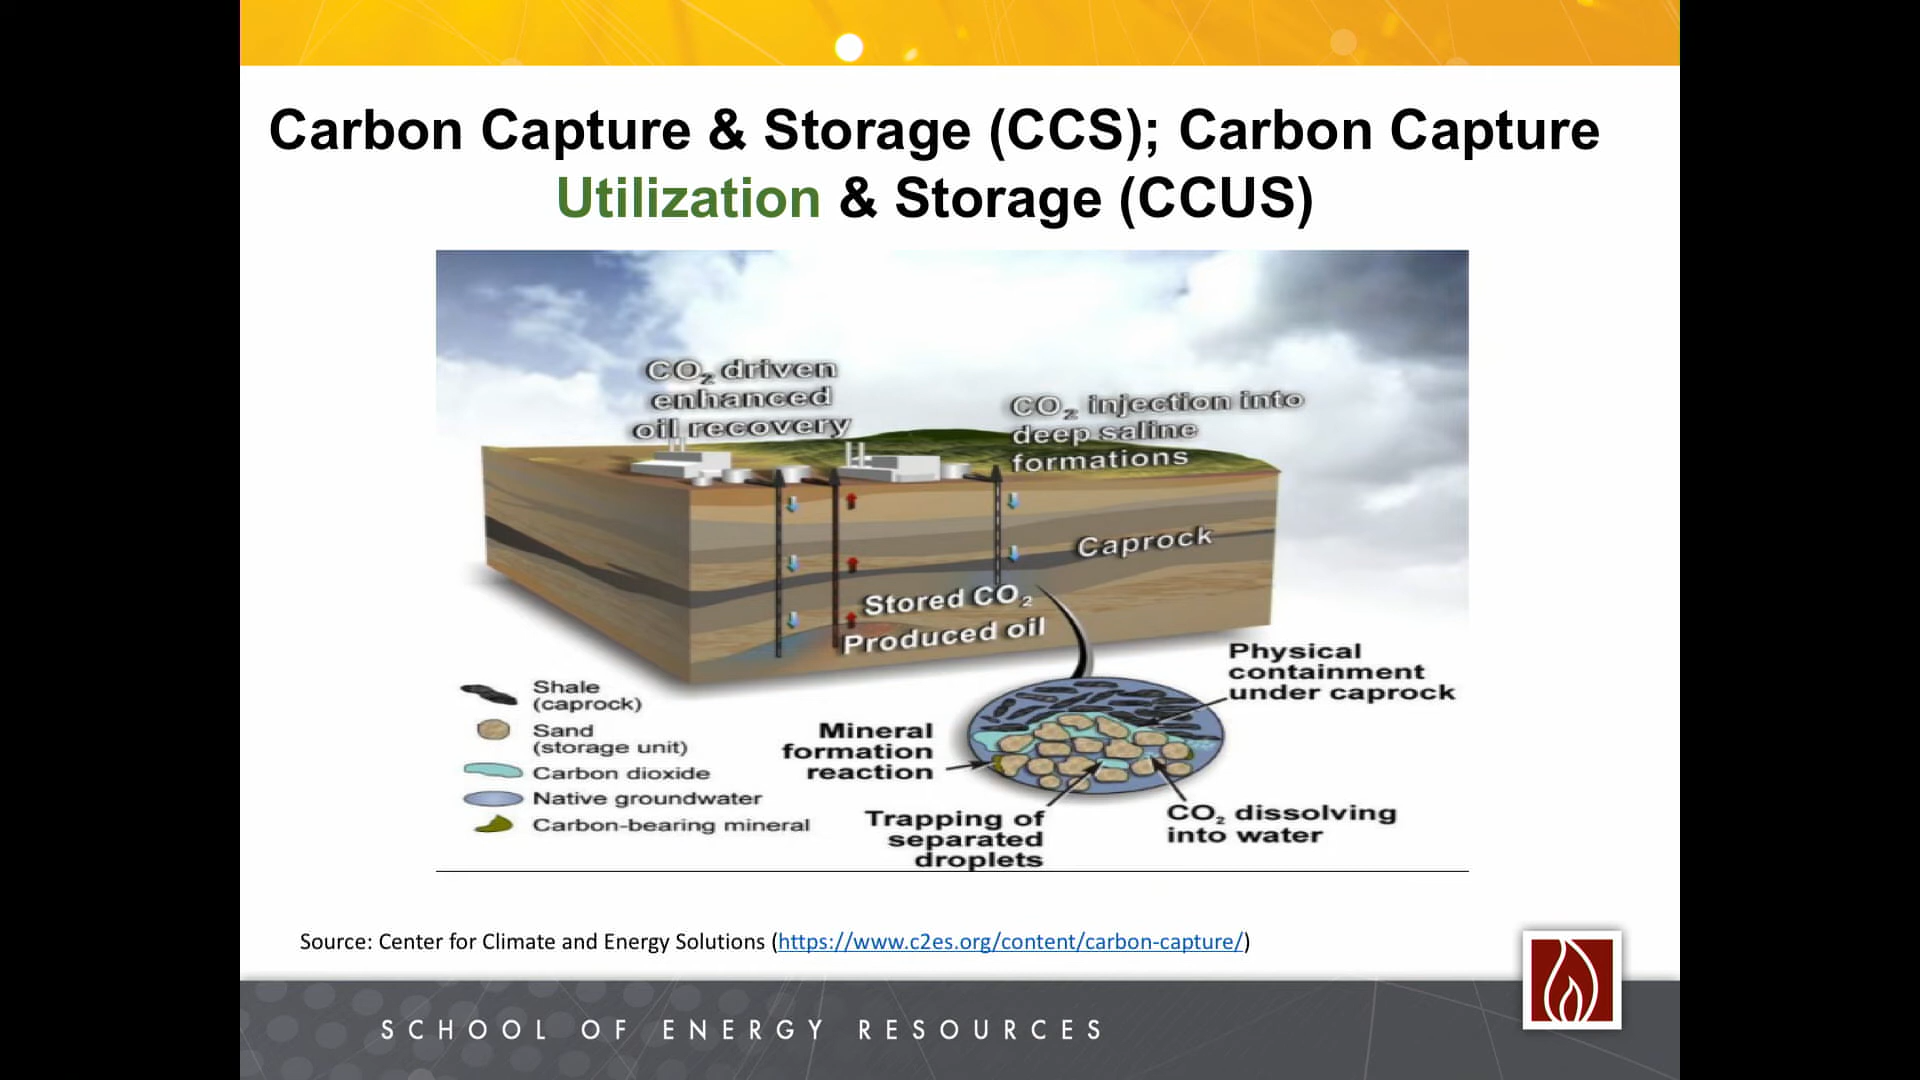 Carbon Capture & Storage (CCS); Carbon Capture
Utilization & Storage (CCUS)
CO₂ driven
enhanced
oil recovery
CO₂ injection into
deep saline
formations
Caprock
Stored CO₂
Produced oil
Physical
containment
under caprock
Shale
(caprock)
Sand
(storage unit)
Carbon dioxide
Native groundwater
Carbon-bearing mineral
Mineral
formation
reaction
Trapping of
separated
droplets
CO₂ dissolving
into water
Source: Center for Climate and Energy Solutions (https://www.c2es.org/content/carbon-capture/)
SCHOOL OF ENERGY RESOURCES